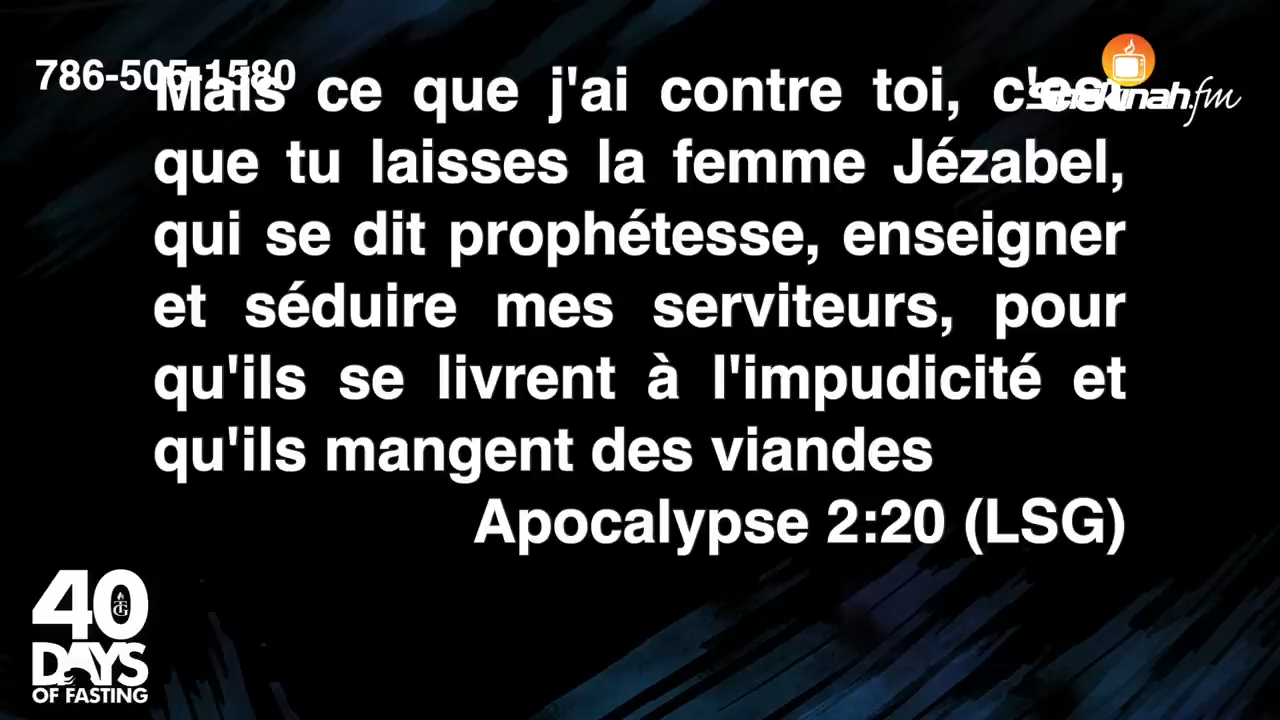 786-505-1580
Mais ce que j'ai contre toi, c'est
Shekinah.fm
que tu laisses la femme Jézabel,
qui se dit prophétesse, enseigner
et séduire mes serviteurs, pour
qu'ils se livrent à l'impudicité et
qu'ils mangent des viandes
Apocalypse 2:20 (LSG)
40
DAYS
OF FASTING